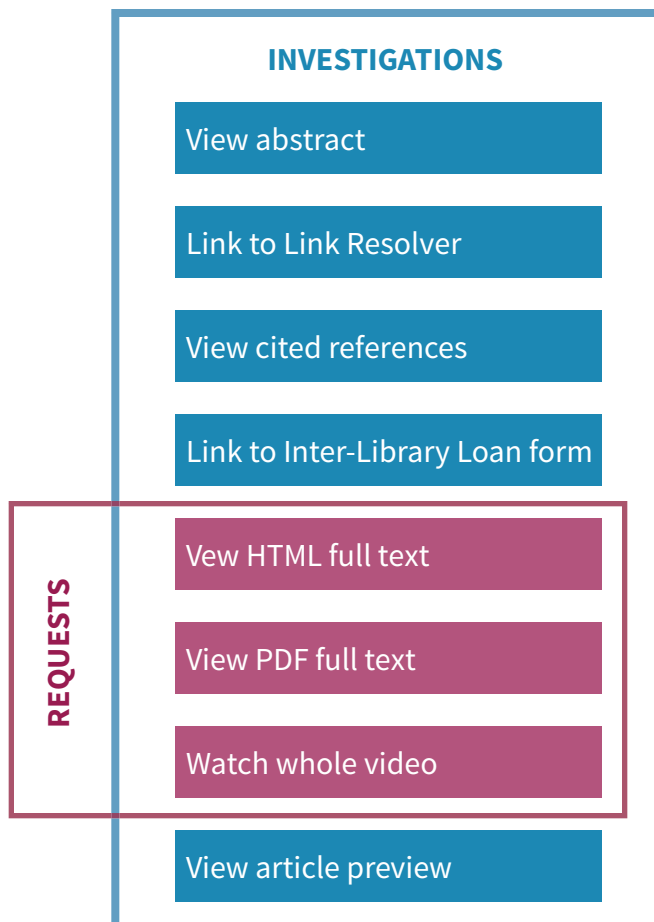 INVESTIGATIONS
View abstract
Link to Link Resolver
View cited references
Link to Inter-Library Loan form
REQUESTS
Vew HTML full text
View PDF full text
Watch whole video
View article preview